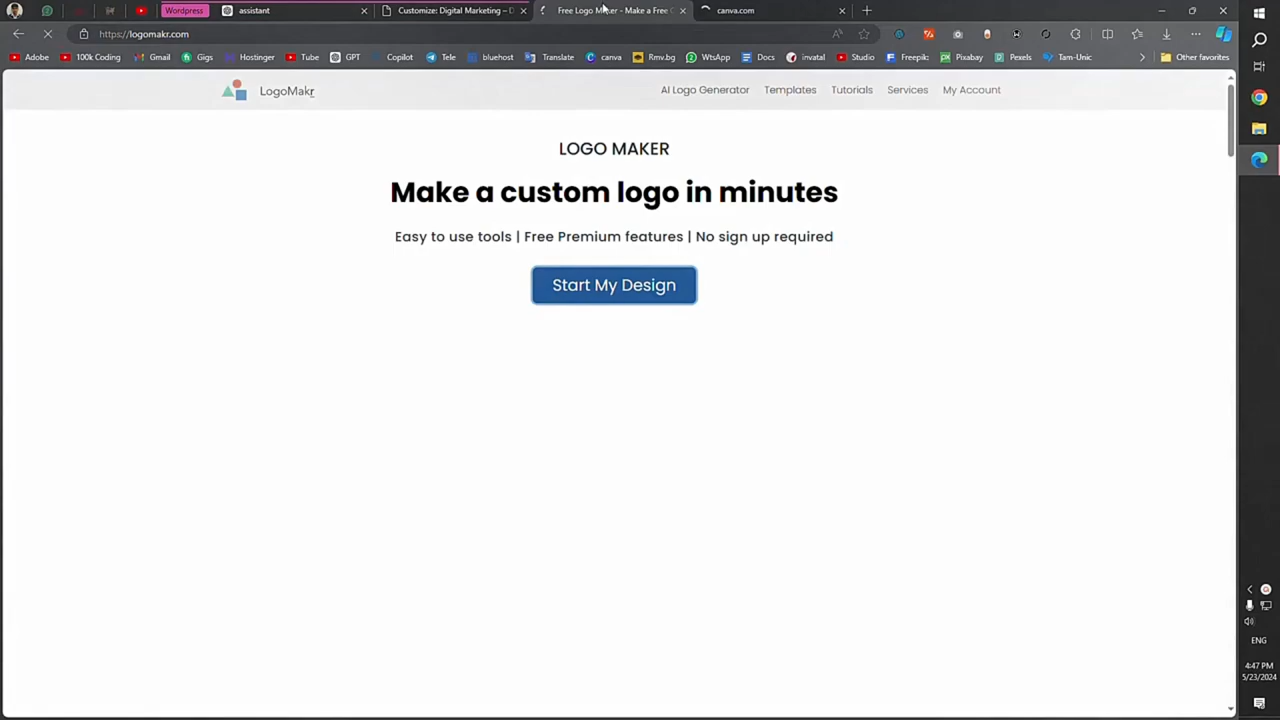 Wordpress
assistant
Customize: Digital Marketing – D
Free Logo Maker - Make a Free
canva.com
https://logomakr.com
Adobe
100k Coding
Gmail
Gigs
Hostinger
Tube
GPT
Copilot
Tele
bluehost
Translate
canva
Rmv.bg
WtsApp
Docs
invatal
Studio
Freepik:
Pixabay
Pexels
Tam-Unic
Other favorites
LogoMakr
AI Logo Generator
Templates
Tutorials
Services
My Account
LOGO MAKER
Make a custom logo in minutes
Easy to use tools | Free Premium features | No sign up required
Start My Design
ENG
4:47 PM
5/23/2024